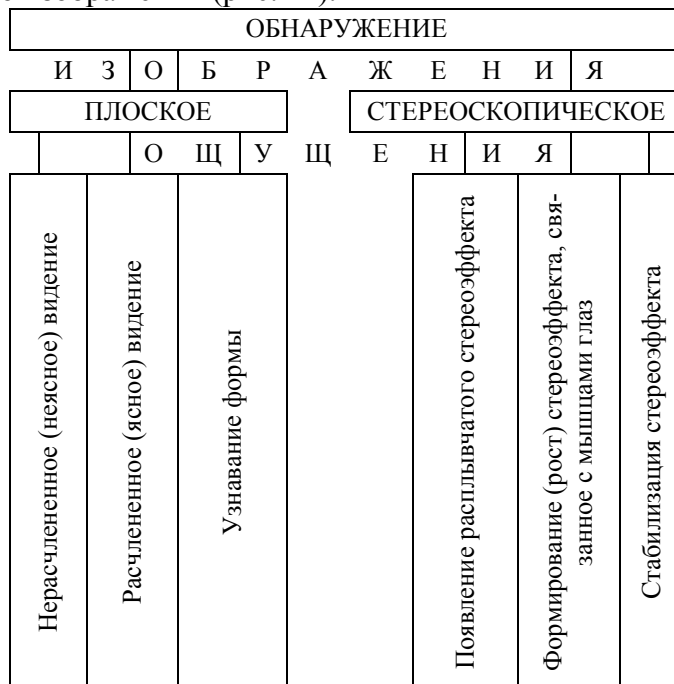 ОБНАРУЖЕНИЕ
И З О Б Р А Ж Е Н И Я
ПЛОСКОЕ СТЕРЕОСКОПИЧЕСКОЕ
О Щ У Щ Е Н И Я
Нерасчлененное (неясное) видение
Расчлененное (ясное) видение
Узнавание формы
Появление расплывчатого стереоэффекта
Формирование (рост) стереоэффекта, свя-
занное с мышцами глаз
Стабилизация стереоэффекта